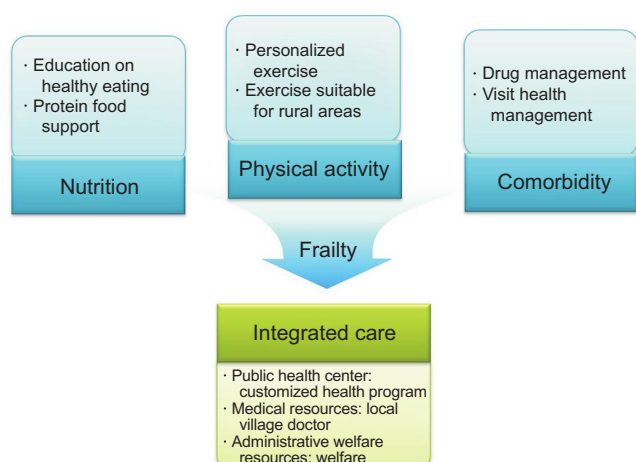 · Education on
healthy eating
· Protein food
support
Nutrition
· Personalized
exercise
· Exercise suitable
for rural areas
Physical activity
· Drug management
· Visit health
management
Comorbidity
Frailty
Integrated care
· Public health center:
customized health program
· Medical resources: local
village doctor
· Administrative welfare
resources: welfare